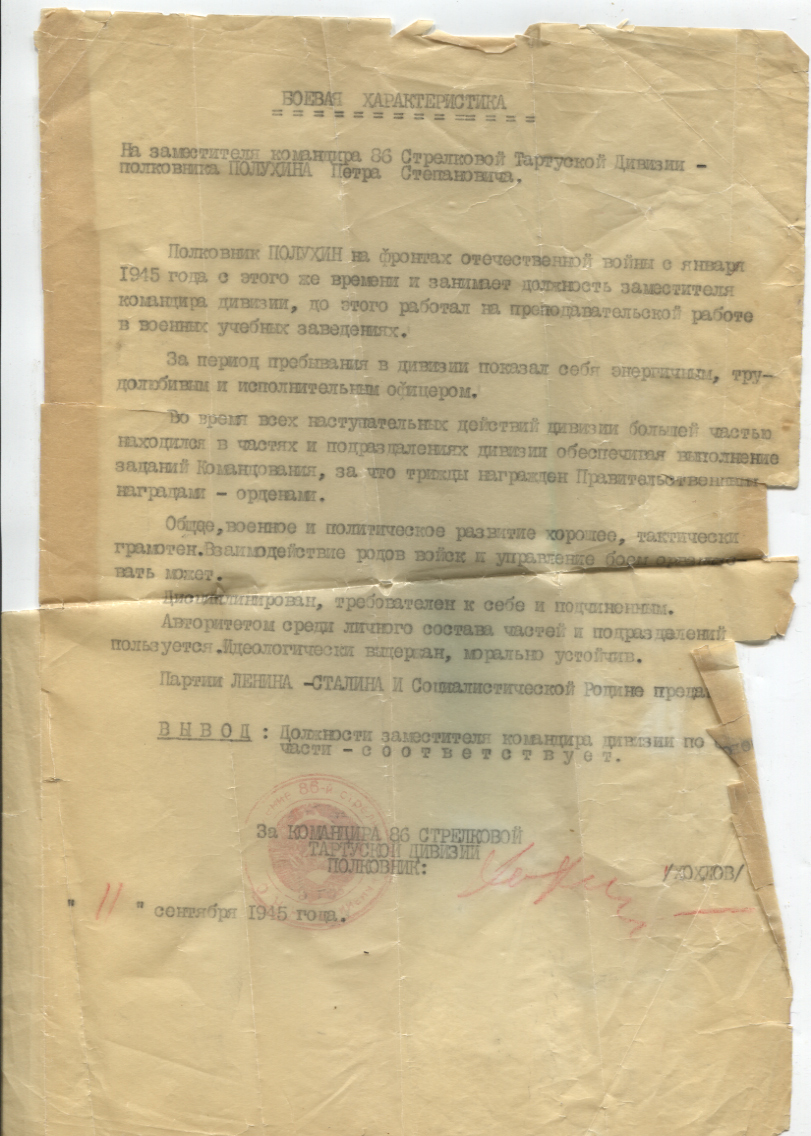 БОЕВАЯ ХАРАКТЕРИСТИКА
На заместителя командира 86 Стрелковой Тартуской Дивизии -
полковника ПОЛУХИНА Петра Степановича.
Полковник ПОЛУХИН на фронтах отечественной войны с января
1945 года с этого же времени и занимает должность заместителя
командира дивизии, до этого работал на преподавательской работе
в военных учебных заведениях.
За период пребывания в дивизии показал себя энергичным, тру-
долюбивым и исполнительным офицером.
Во время всех наступательных действий дивизии большей частью
находился в частях и подразделениях дивизии обеспечивая выполнение
заданий Командования, за что трижды награжден Правительственными
наградами - орденами.
Общее, военное и политическое развитие хорошее, тактически
грамотен. Взаимодействие родов войск и управление боем
вать может.
Дисциплинирован, требователен к себе и подчиненным.
Авторитетом среди личного состава частей и подразделений
пользуется. Идеологически выдержан, морально устойчив.
Партии ЛЕНИНА -СТАЛИНА И Социалистической Родине
ВЫВОД : Должности заместителя командира дивизии по
части - с о о т в е т с т в у е т.
86-й
За КОМАНДИРА 86 СТРЕЛКОВОЙ
ТАРТУСКОЙ ДИВИЗИИ
ПОЛКОВНИК: /ХОХЛОВ/
" 11 " сентября 1945 года.